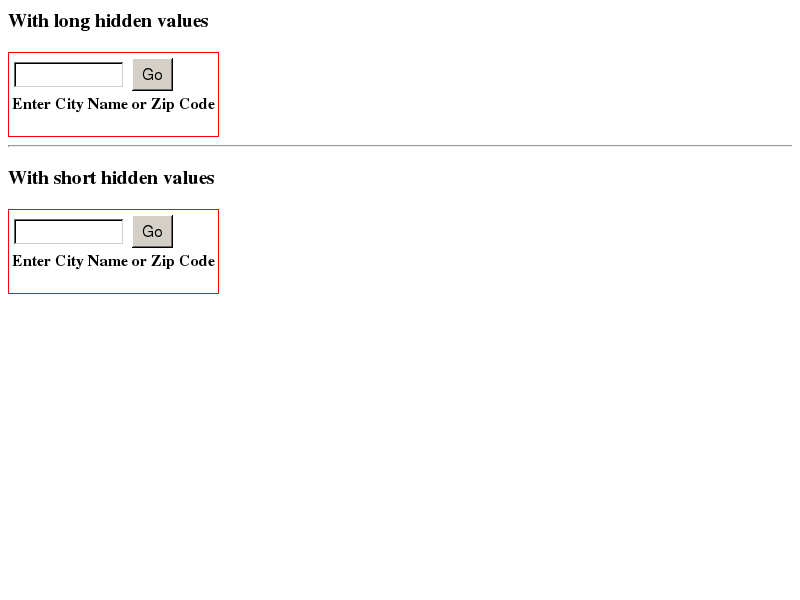 With long hidden values
Go
Enter City Name or Zip Code
With short hidden values
Go
Enter City Name or Zip Code